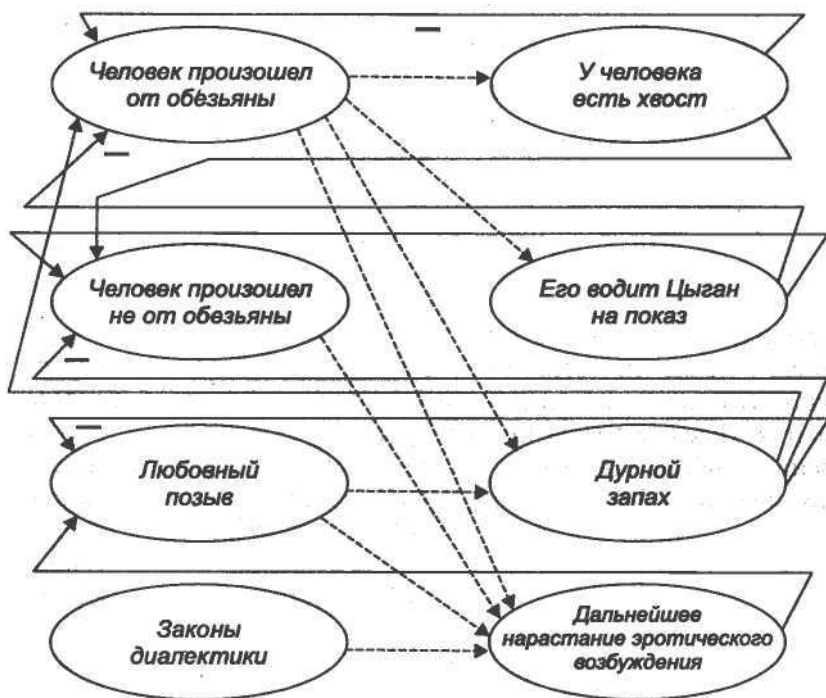 Человек произошел
от обезьяны
У человека
есть хвост
Человек произошел
не от обезьяны
Его водит Цыган
на показ
Любовный
позыв
Дурной
запах
Законы
диалектики
Дальнейшее
нарастание эротического
возбуждения